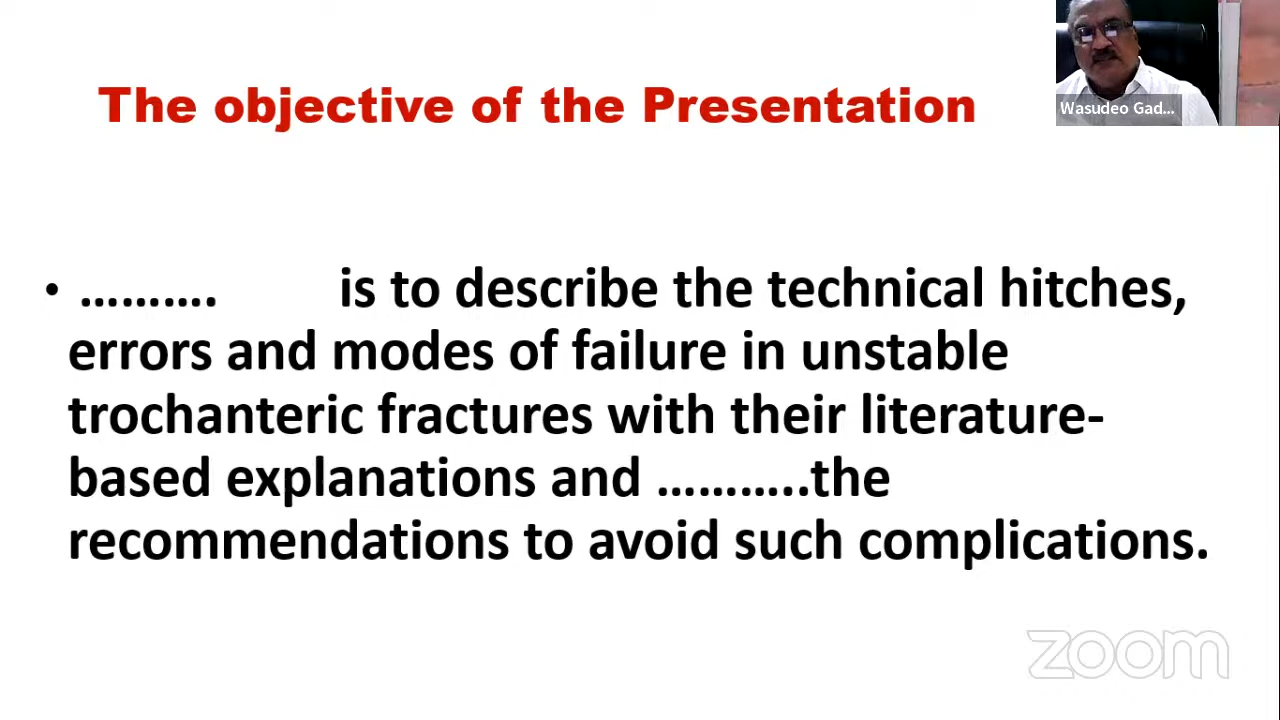 The objective of the Presentation
Wasudeo Gad...
• ………. is to describe the technical hitches,
errors and modes of failure in unstable
trochanteric fractures with their literature-
based explanations and ………..the
recommendations to avoid such complications.
zoom